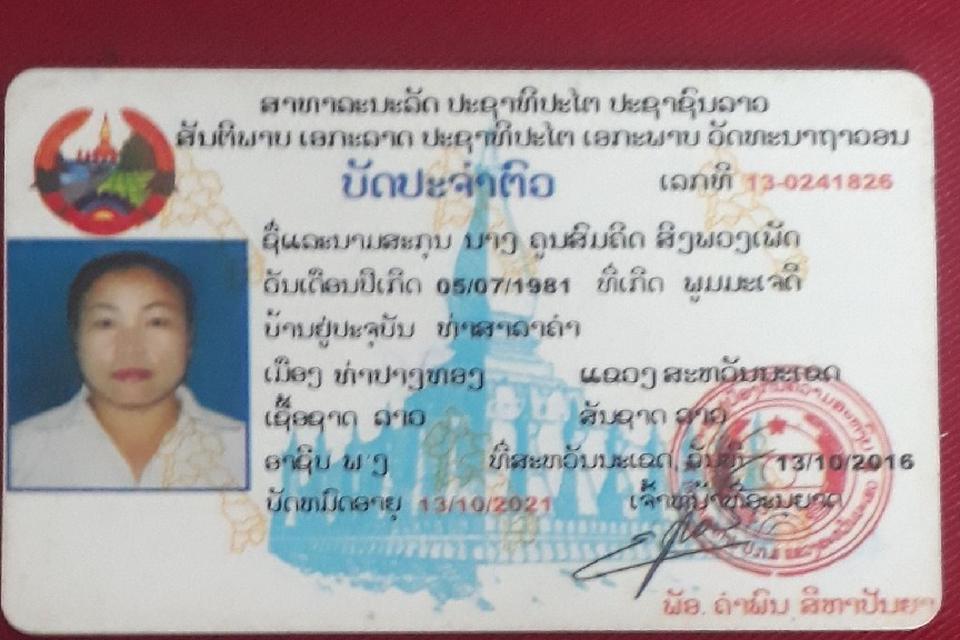 ສາທາລະນະລັດ ປະຊາທິປະໄຕ ປະຊາຊົນລາວ
ສັນຕິພາບ ເອກະລາດ ປະຊາທິປະໄຕ ເອກະພາບ ວັດທະນາຖາວອນ
ບັດປະຈຳຕົວ
ເລກທີ 13-0241826
ຊື່ແລະນາມສະກຸນ ນາງ ຄູນສົມຄິດ ສິງພອງເພັດ
ວັນເດືອນປີເກີດ 05/07/1981 ທີ່ເກີດ ພູມມະເຈດີ
ບ້ານຢູ່ປະຈຸບັນ ທ່າສາລາຄຳ
ເມືອງ ທ່າປາງທອງ ແຂວງ ສະຫວັນນະເຂດ
ເຊື້ອຊາດ ລາວ ສັນຊາດ ລາວ
ອາຊີບ ພ/ງ ທີ່ສະຫວັນນະເຂດ, ວັນທີ 13/10/2016
ບັດຫມົດອາຍຸ 13/10/2021 ເຈົ້າຫນ້າທີ່ອະນຸຍາດ
ພັອ. ຄຳພົນ ສີຫາປັນຍາ